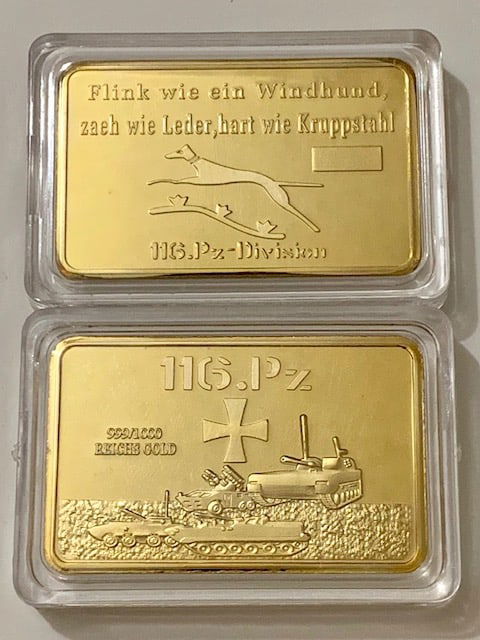 Flink wie ein Windhund,
zaeh wie Leder,hart wie Kruppstahl
116.Pz-Division
116.Pz
999/1000
REICHS GOLD